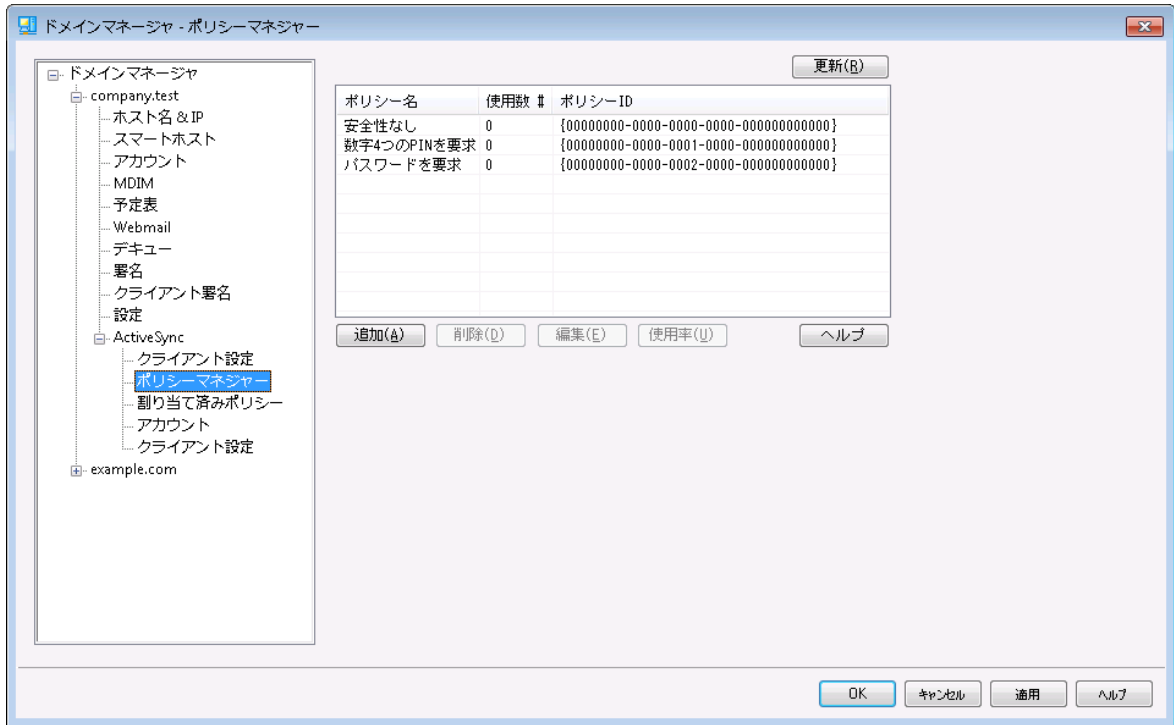 ドメインマネージャ - ポリシーマネジャー
ドメインマネージャ
company.test
ホスト名 & IP
スマートホスト
アカウント
MDIM
予定表
Webmail
デキュー
署名
クライアント署名
設定
ActiveSync
クライアント設定
ポリシーマネジャー
割り当て済みポリシー
アカウント
クライアント設定
example.com
更新(R)
ポリシー名 使用数 # ポリシーID
安全性なし 0 {00000000-0000-0000-0000-000000000000}
数字4つのPINを要求 0 {00000000-0000-0001-0000-000000000000}
パスワードを要求 0 {00000000-0000-0002-0000-000000000000}
追加(A) 削除(D) 編集(E) 使用率(U) ヘルプ
OK キャンセル 適用 ヘルプ